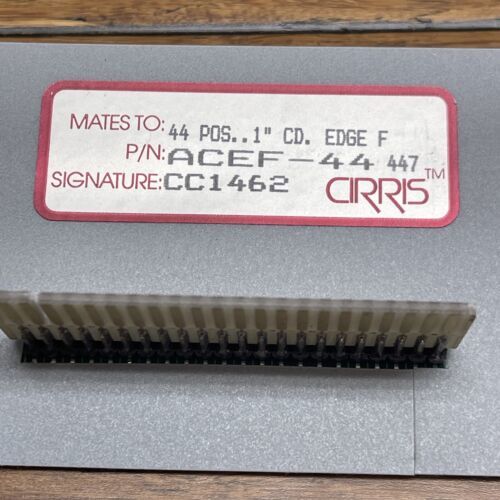 MATES TO: 44 POS..1" CD. EDGE F
P/N: ACEF-44 447
SIGNATURE: CC1462
CIRRIS™